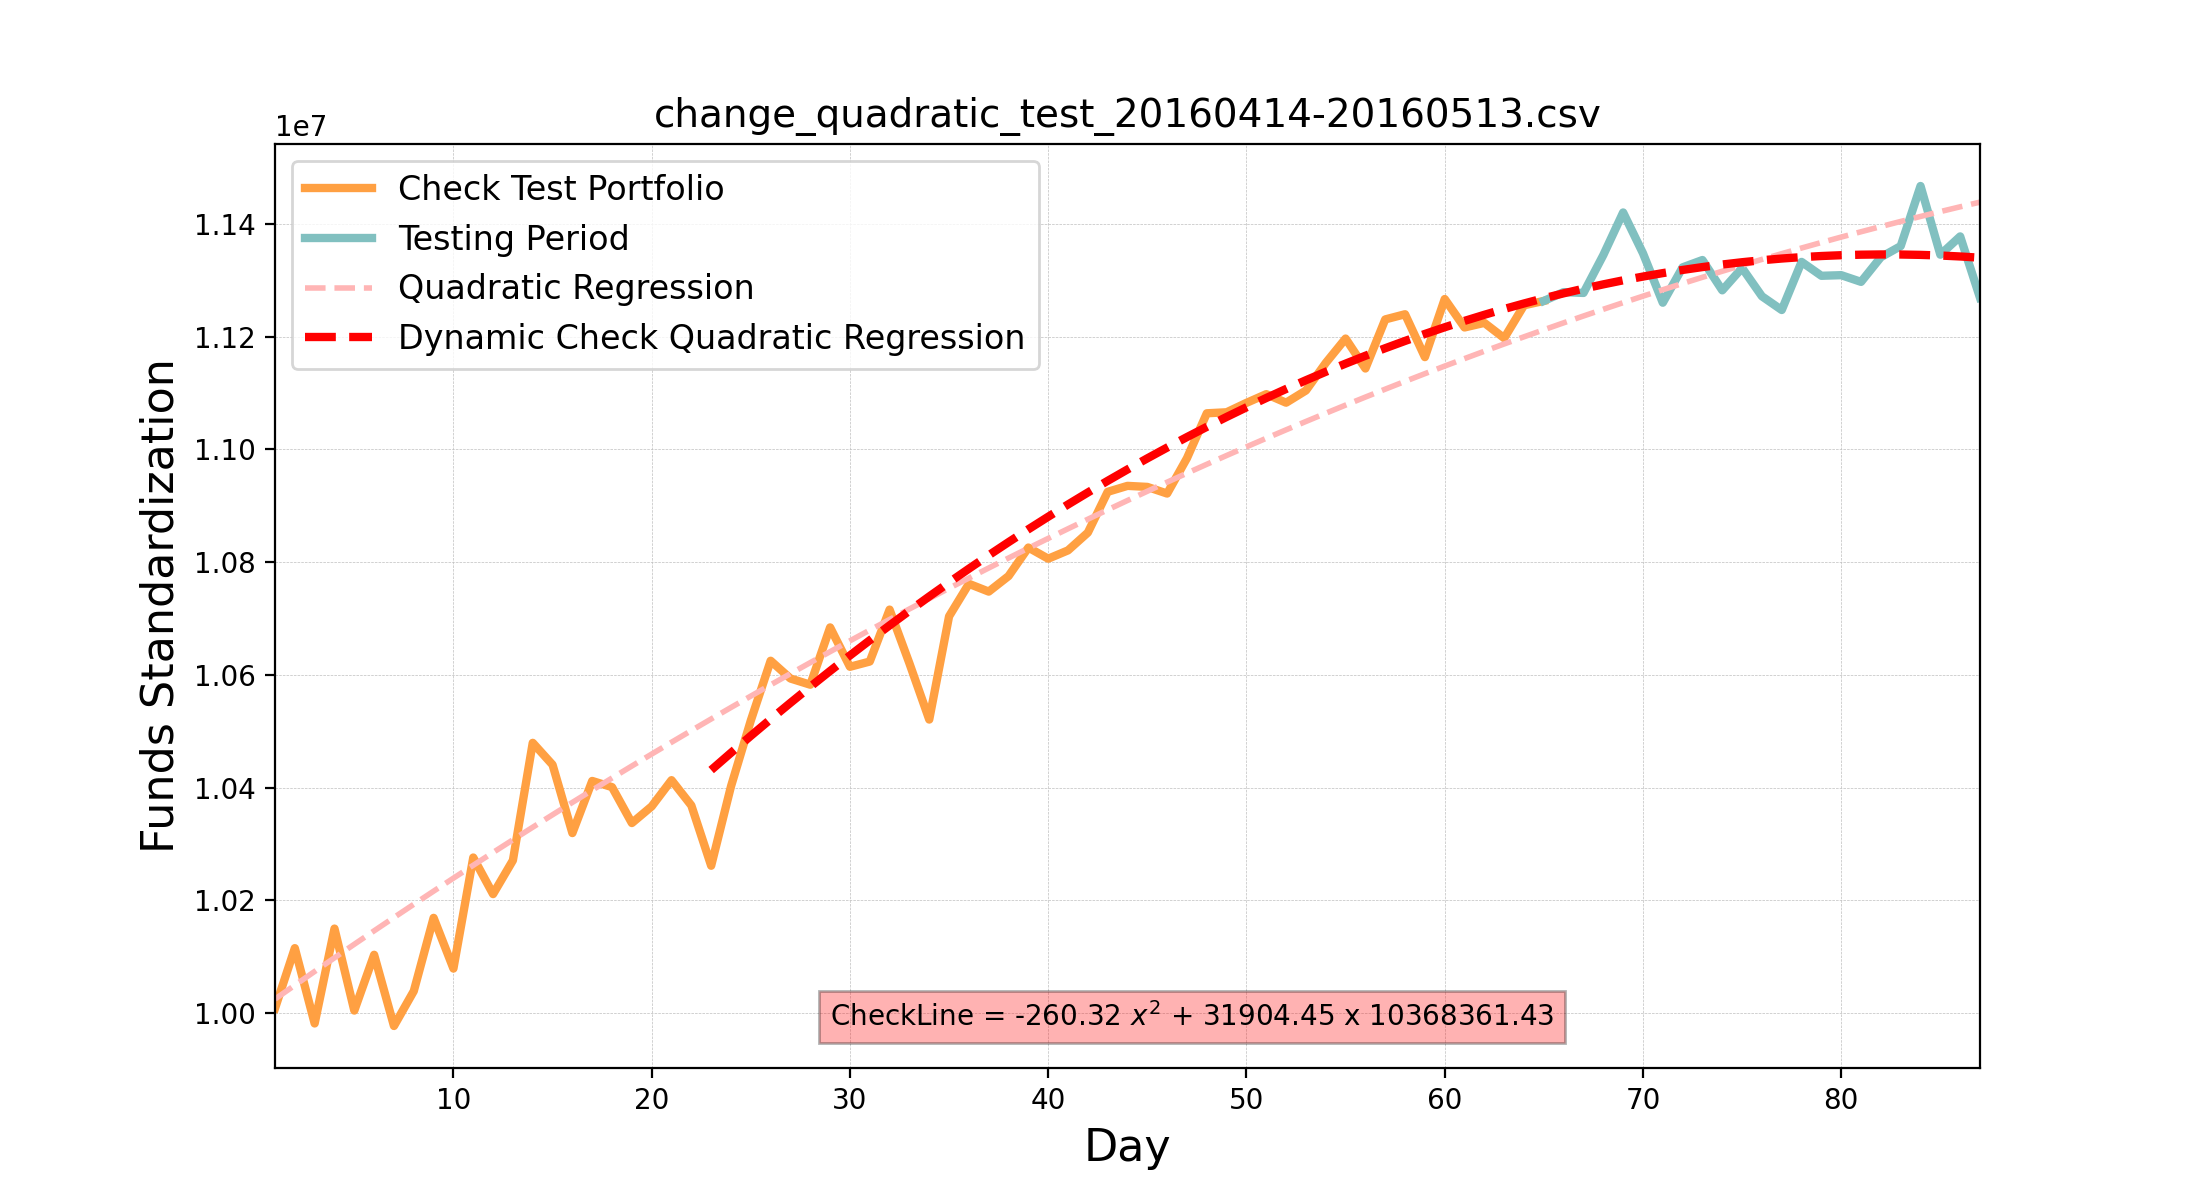 change_quadratic_test_20160414-20160513.csv
1e7
Check Test Portfolio
Testing Period
Quadratic Regression
Dynamic Check Quadratic Regression
Funds Standardization
1.14
1.12
1.10
1.08
1.06
1.04
1.02
1.00
CheckLine = -260.32 x² + 31904.45 x 10368361.43
10 20 30 40 50 60 70 80
Day